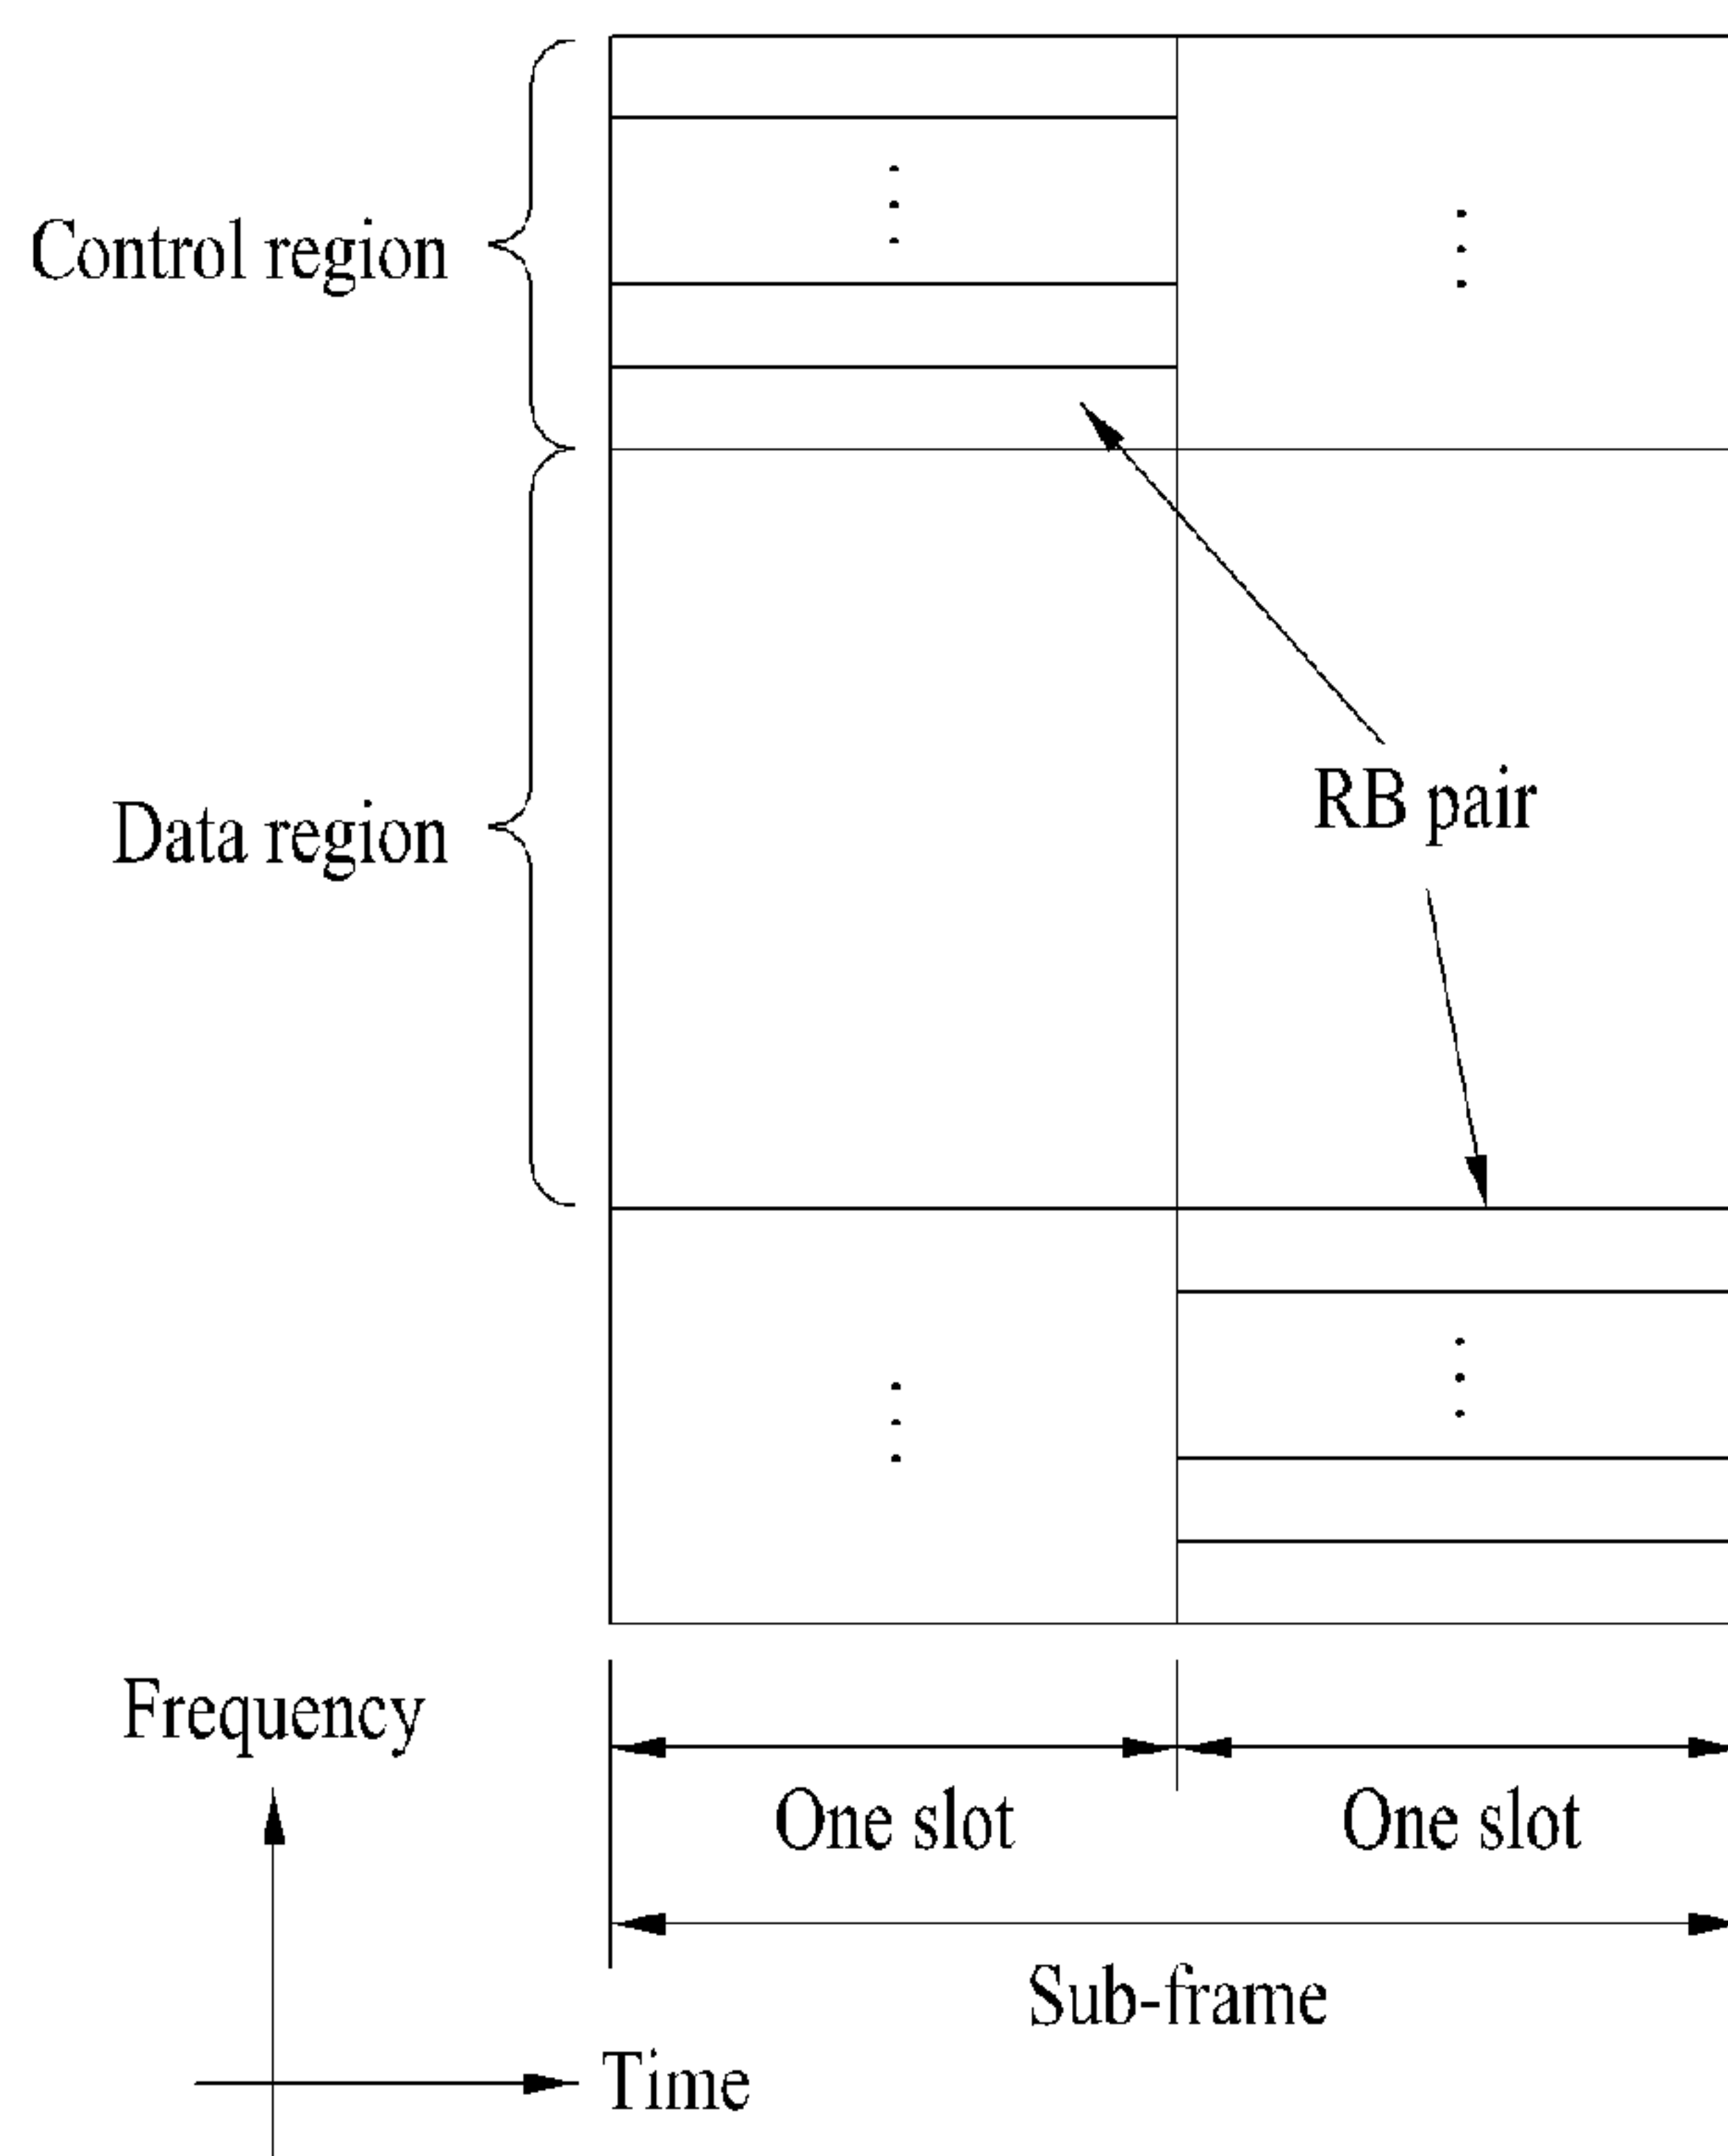 Control region
Data region
RB pair
Frequency
One slot
One slot
Sub-frame
Time